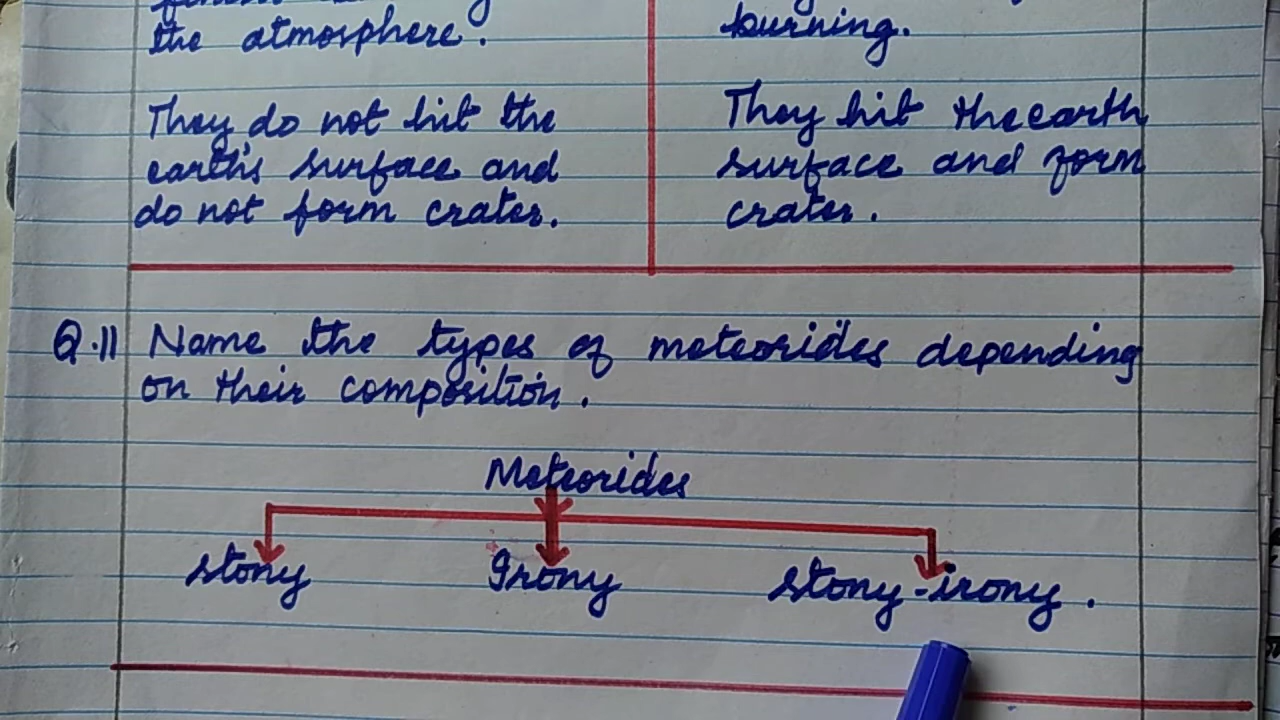 the atmosphere.
They do not hit the
earth's surface and
do not form crater.
burning.
They hit the earth
surface and form
crater.
Q.11 Name the types of meteorides depending
on their composition.
Meteorides
Stony Irony Stony-irony.